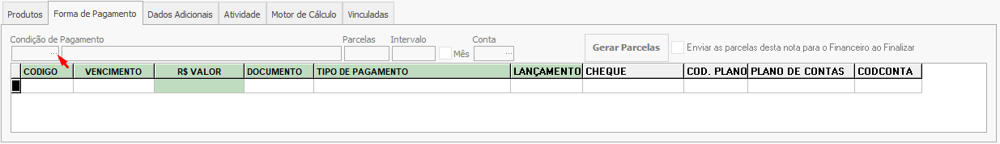 Produtos Forma de Pagamento Dados Adicionais Atividade Motor de Cálculo Vinculadas
Condição de Pagamento Parcelas Intervalo Conta
... Mês ... Gerar Parcelas Enviar as parcelas desta nota para o Financeiro ao Finalizar
CODIGO VENCIMENTO R$ VALOR DOCUMENTO TIPO DE PAGAMENTO LANÇAMENTO CHEQUE COD. PLANO PLANO DE CONTAS CODCONTA